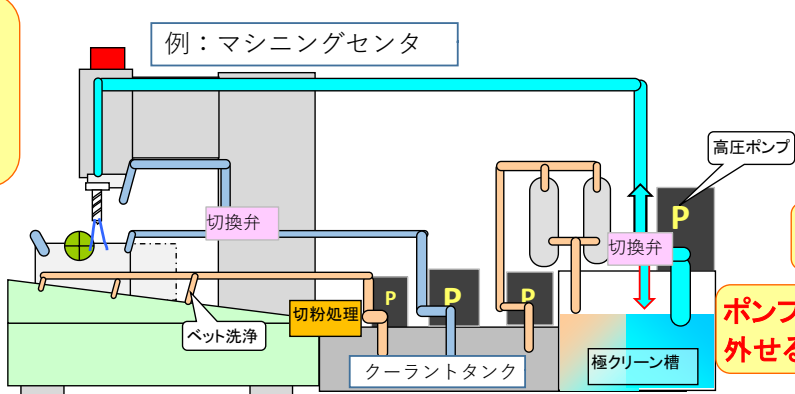 例：マシニングセンタ
高圧ポンプ
P
切換弁
切換弁
P
P
P
切粉処理
ベット洗浄
ポンプ
外せる
極クリーン槽
クーラントタンク